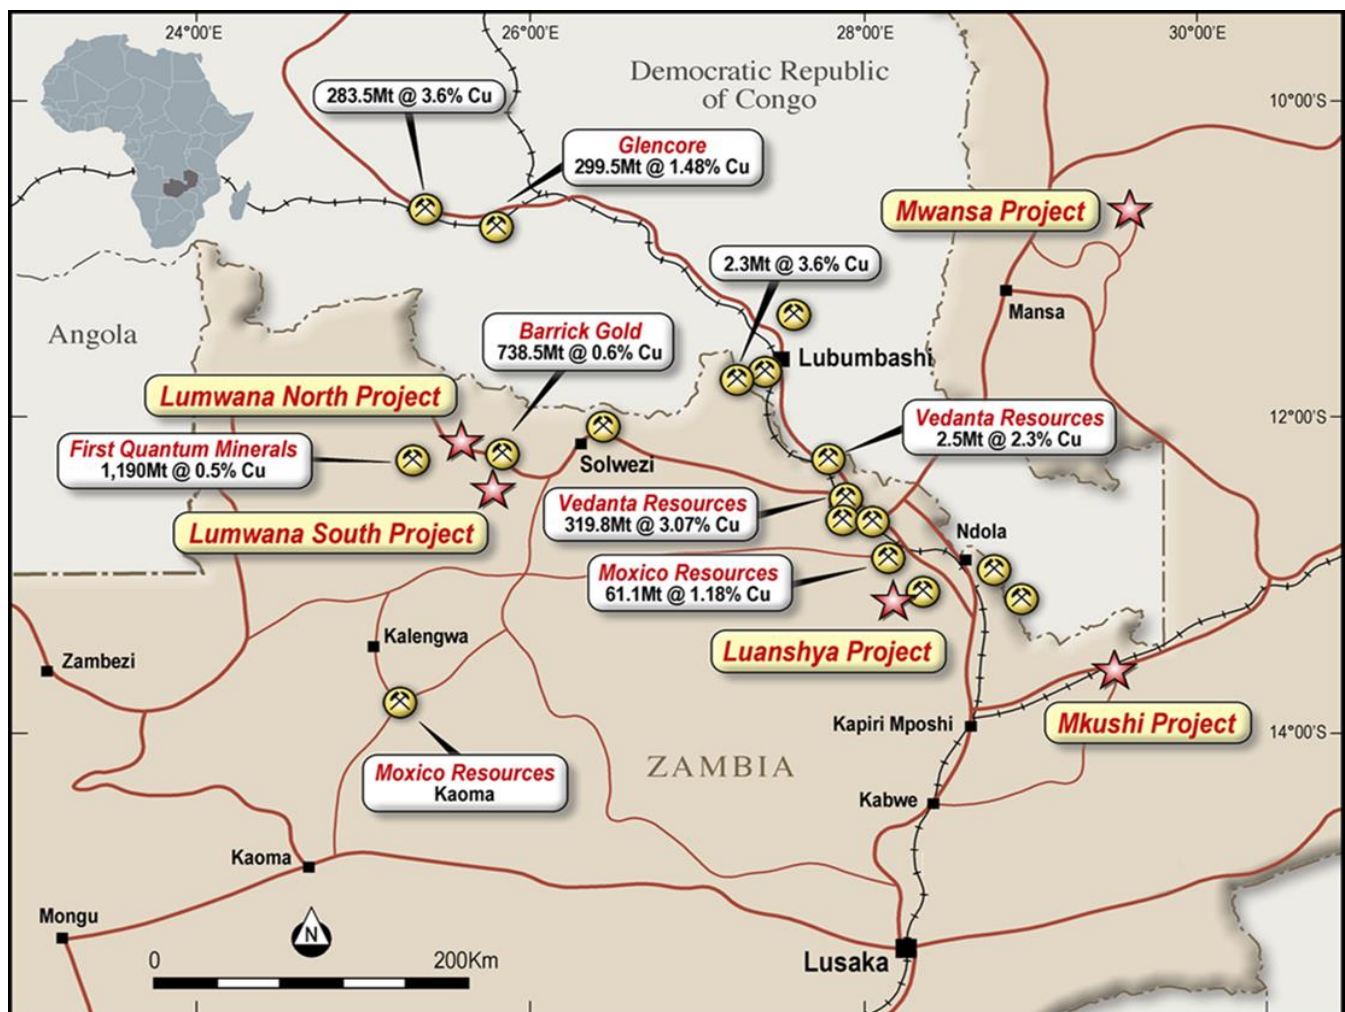 24°00'E
26°00'E
28°00'E
30°00'E
Democratic Republic
of Congo
10°00'S
283.5Mt @ 3.6% Cu
Glencore
299.5Mt @ 1.48% Cu
Mwansa Project
2.3Mt @ 3.6% Cu
Mansa
Angola
Barrick Gold
738.5Mt @ 0.6% Cu
Lubumbashi
Lumwana North Project
12°00'S
Vedanta Resources
2.5Mt @ 2.3% Cu
First Quantum Minerals
1,190Mt @ 0.5% Cu
Solwezi
Vedanta Resources
319.8Mt @ 3.07% Cu
Lumwana South Project
Ndola
Moxico Resources
61.1Mt @ 1.18% Cu
Kalengwa
Luanshya Project
Zambezi
Kapiri Mposhi
Mkushi Project
14°00'S
ZAMBIA
Moxico Resources
Kaoma
Kabwe
Kaoma
Mongu
N
0
200Km
Lusaka